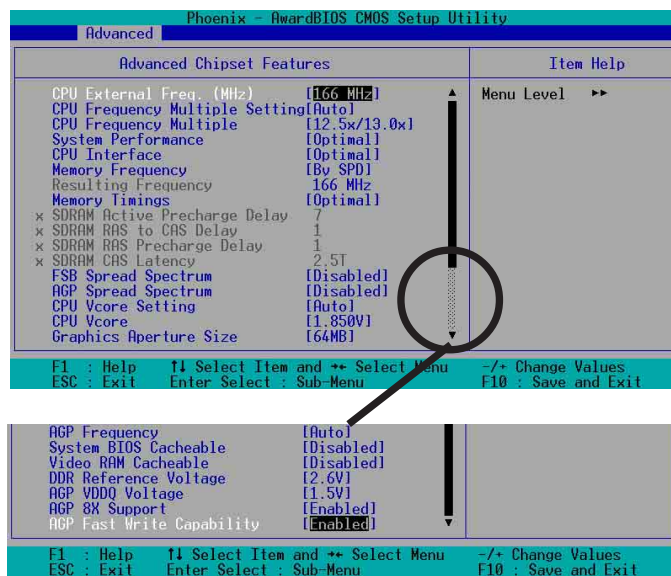 Phoenix - AwardBIOS CMOS Setup Utility
Advanced
Advanced Chipset Features Item Help
CPU External Freq. (MHz) [166 MHz] Menu Level ▸▸
CPU Frequency Multiple Setting[Auto]
CPU Frequency Multiple [12.5x/13.0x]
System Performance [Optimal]
CPU Interface [Optimal]
Memory Frequency [By SPD]
Resulting Frequency 166 MHz
Memory Timings [Optimal]
x SDRAM Active Precharge Delay 7
x SDRAM RAS to CAS Delay 1
x SDRAM RAS Precharge Delay 1
x SDRAM CAS Latency 2.5T
FSB Spread Spectrum [Disabled]
AGP Spread Spectrum [Disabled]
CPU Vcore Setting [Auto]
CPU Vcore [1.850V]
Graphics Aperture Size [64MB]
F1 : Help ↑↓ Select Item and →← Select Menu -/+ Change Values
ESC : Exit Enter Select : Sub-Menu F10 : Save and Exit
AGP Frequency [Auto]
System BIOS Cacheable [Disabled]
Video RAM Cacheable [Disabled]
DDR Reference Voltage [2.6V]
AGP VDDQ Voltage [1.5V]
AGP 8X Support [Enabled]
AGP Fast Write Capability [Enabled]
F1 : Help ↑↓ Select Item and →← Select Menu -/+ Change Values
ESC : Exit Enter Select : Sub-Menu F10 : Save and Exit